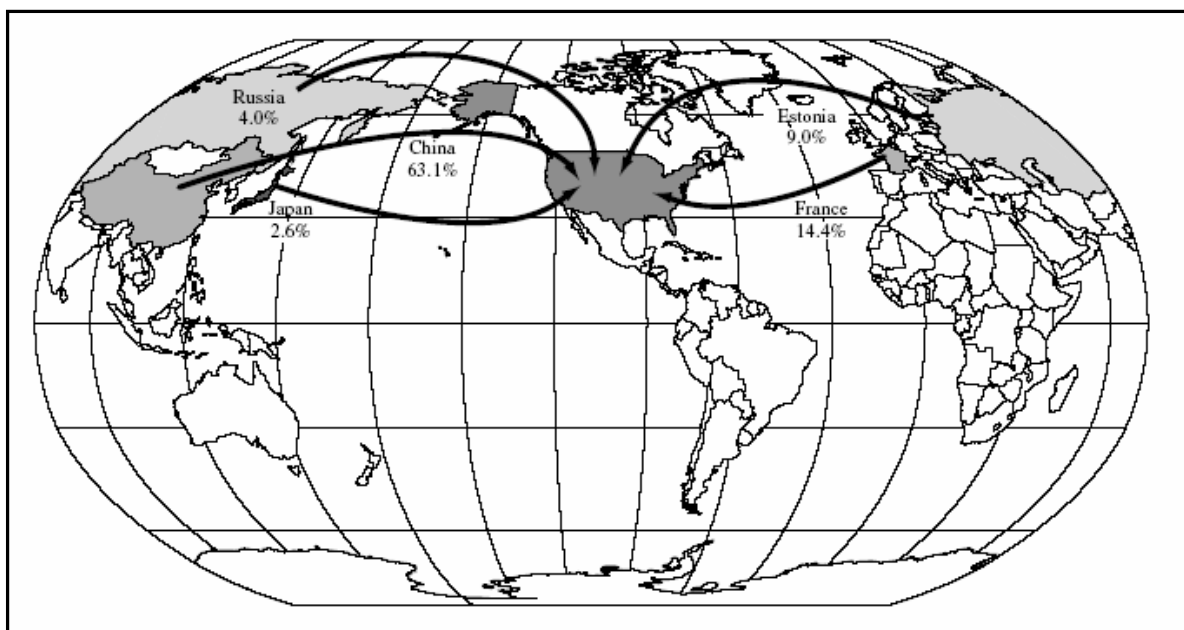 Russia
4.0%
Estonia
9.0%
China
63.1%
Japan
2.6%
France
14.4%